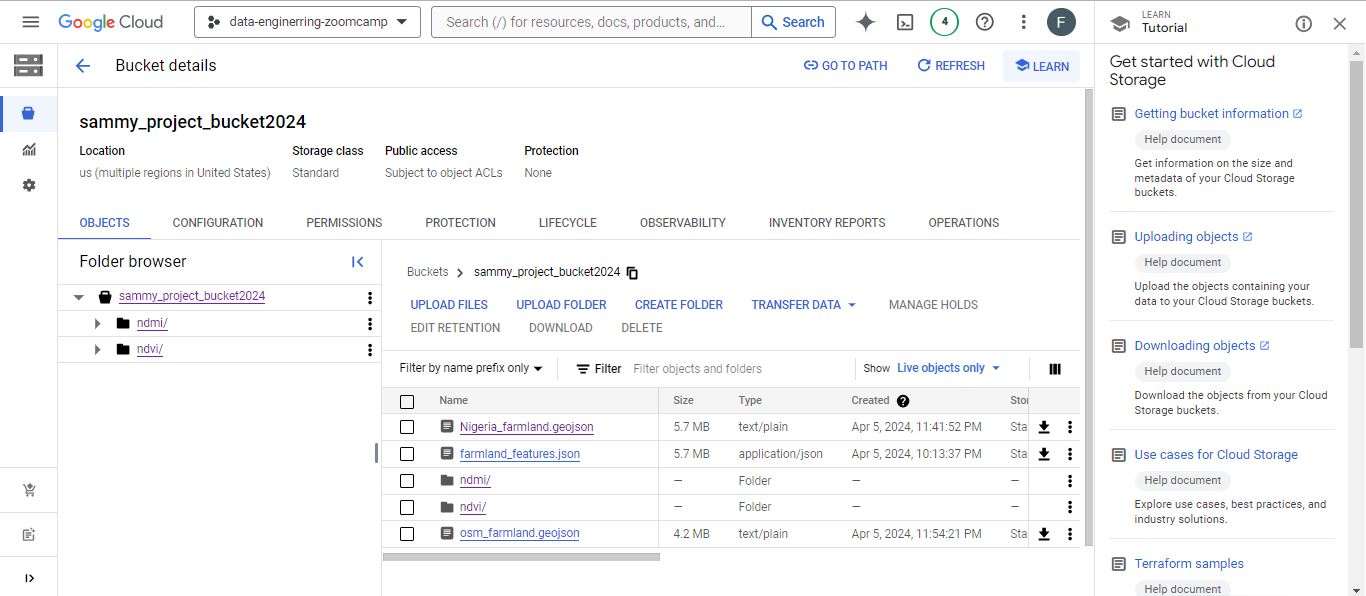 Google Cloud
data-enginerring-zoomcamp
Search (/) for resources, docs, products, and...
Search
4
F
LEARN
Tutorial
Bucket details
GO TO PATH
REFRESH
LEARN
sammy_project_bucket2024
Location Storage class Public access Protection
us (multiple regions in United States) Standard Subject to object ACLs None
OBJECTS CONFIGURATION PERMISSIONS PROTECTION LIFECYCLE OBSERVABILITY INVENTORY REPORTS OPERATIONS
Folder browser
sammy_project_bucket2024
ndmi/
ndvi/
Buckets sammy_project_bucket2024
UPLOAD FILES UPLOAD FOLDER CREATE FOLDER TRANSFER DATA MANAGE HOLDS
EDIT RETENTION DOWNLOAD DELETE
Filter by name prefix only Filter Filter objects and folders Show Live objects only
Name Size Type Created Stor
Nigeria_farmland.geojson 5.7 MB text/plain Apr 5, 2024, 11:41:52 PM Sta
farmland_features.json 5.7 MB application/json Apr 5, 2024, 10:13:37 PM Sta
ndmi/ — Folder — —
ndvi/ — Folder — —
osm_farmland.geojson 4.2 MB text/plain Apr 5, 2024, 11:54:21 PM Sta
Get started with Cloud
Storage
Getting bucket information
Help document
Get information on the size and
metadata of your Cloud Storage
buckets.
Uploading objects
Help document
Upload the objects containing your
data to your Cloud Storage buckets.
Downloading objects
Help document
Download the objects from your Cloud
Storage buckets.
Use cases for Cloud Storage
Help document
Explore use cases, best practices, and
industry solutions.
Terraform samples
Help document